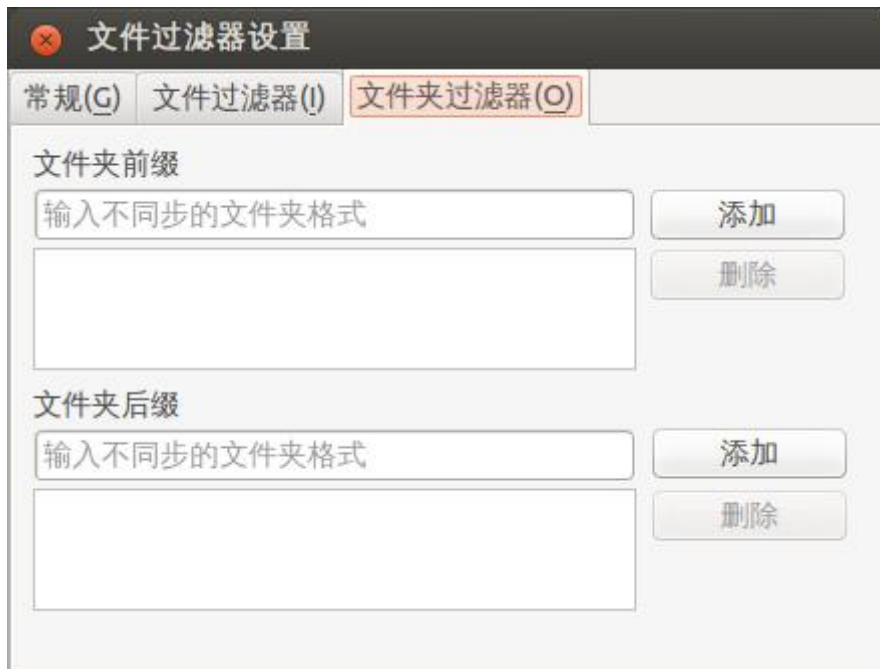 文件过滤器设置
常规(G) 文件过滤器(I) 文件夹过滤器(O)
文件夹前缀
输入不同步的文件夹格式 添加
删除
文件夹后缀
输入不同步的文件夹格式 添加
删除